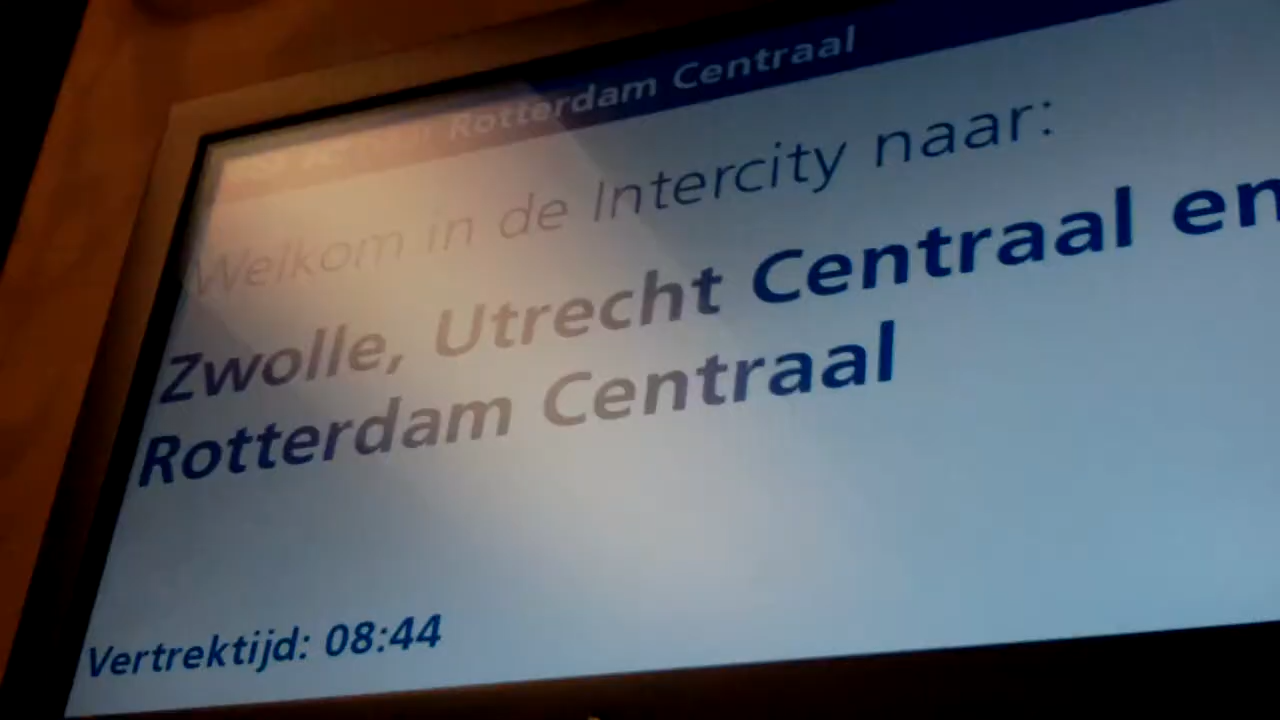 Rotterdam Centraal
Welkom in de Intercity naar:
Zwolle, Utrecht Centraal en
Rotterdam Centraal
Vertrektijd: 08:44